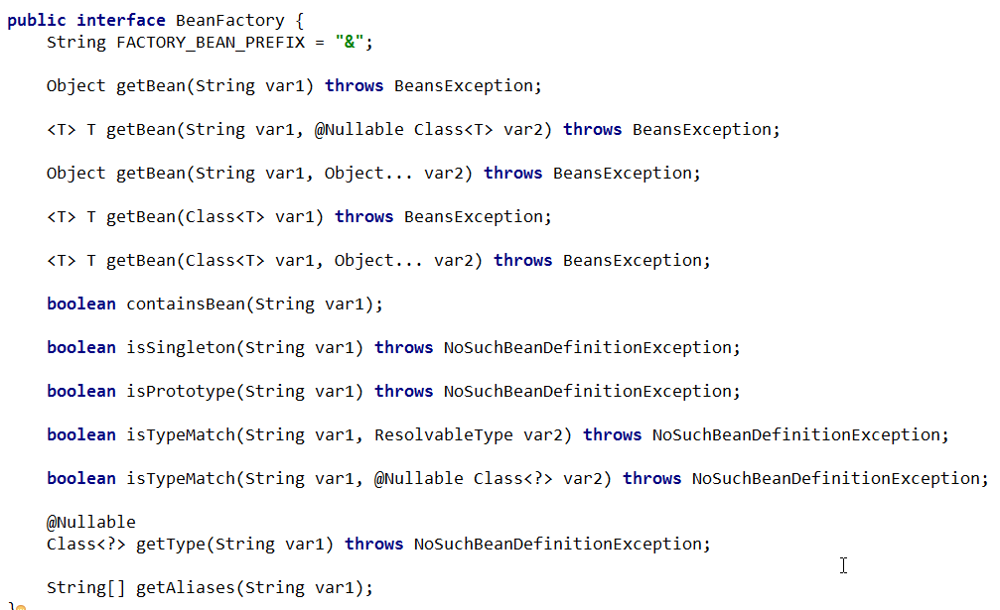 public interface BeanFactory {
String FACTORY_BEAN_PREFIX = "&";
Object getBean(String var1) throws BeansException;
<T> T getBean(String var1, @Nullable Class<T> var2) throws BeansException;
Object getBean(String var1, Object... var2) throws BeansException;
<T> T getBean(Class<T> var1) throws BeansException;
<T> T getBean(Class<T> var1, Object... var2) throws BeansException;
boolean containsBean(String var1);
boolean isSingleton(String var1) throws NoSuchBeanDefinitionException;
boolean isPrototype(String var1) throws NoSuchBeanDefinitionException;
boolean isTypeMatch(String var1, ResolvableType var2) throws NoSuchBeanDefinitionException;
boolean isTypeMatch(String var1, @Nullable Class<?> var2) throws NoSuchBeanDefinitionException;
@Nullable
Class<?> getType(String var1) throws NoSuchBeanDefinitionException;
String[] getAliases(String var1);
}